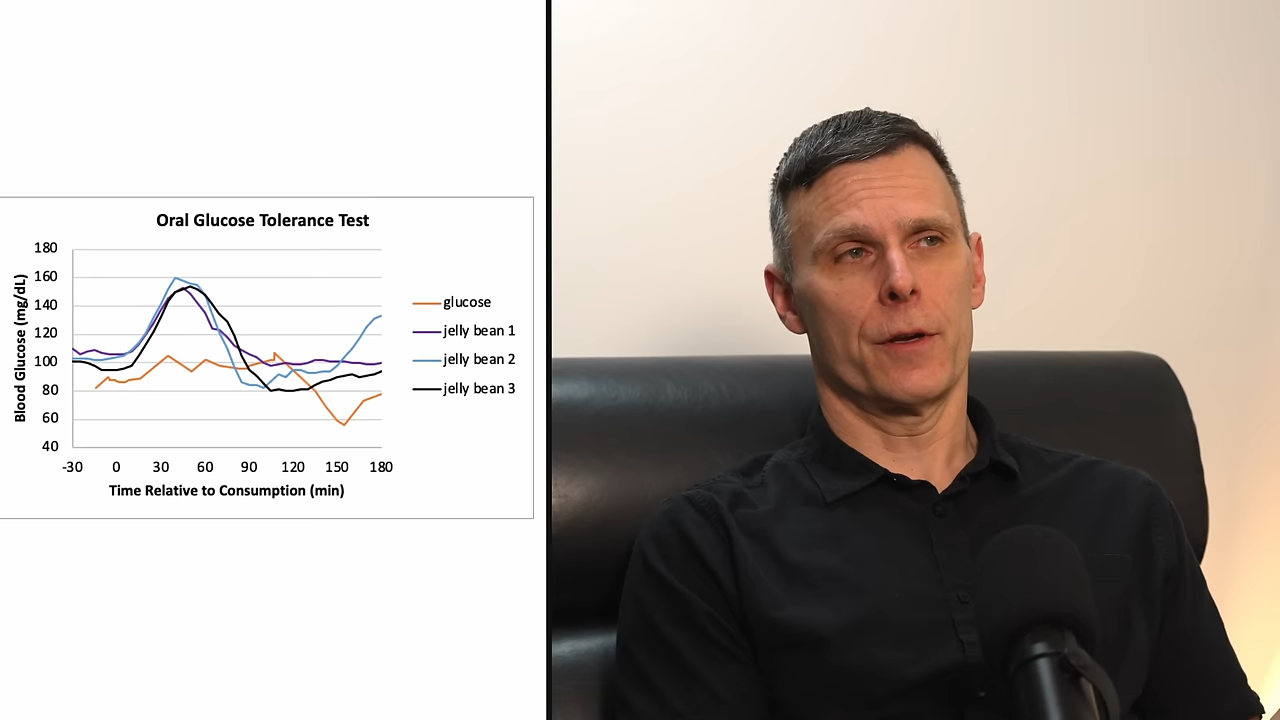 Oral Glucose Tolerance Test
180
160
140
120
100
80
60
40
Blood Glucose (mg/dL)
-30 0 30 60 90 120 150 180
Time Relative to Consumption (min)
glucose
jelly bean 1
jelly bean 2
jelly bean 3